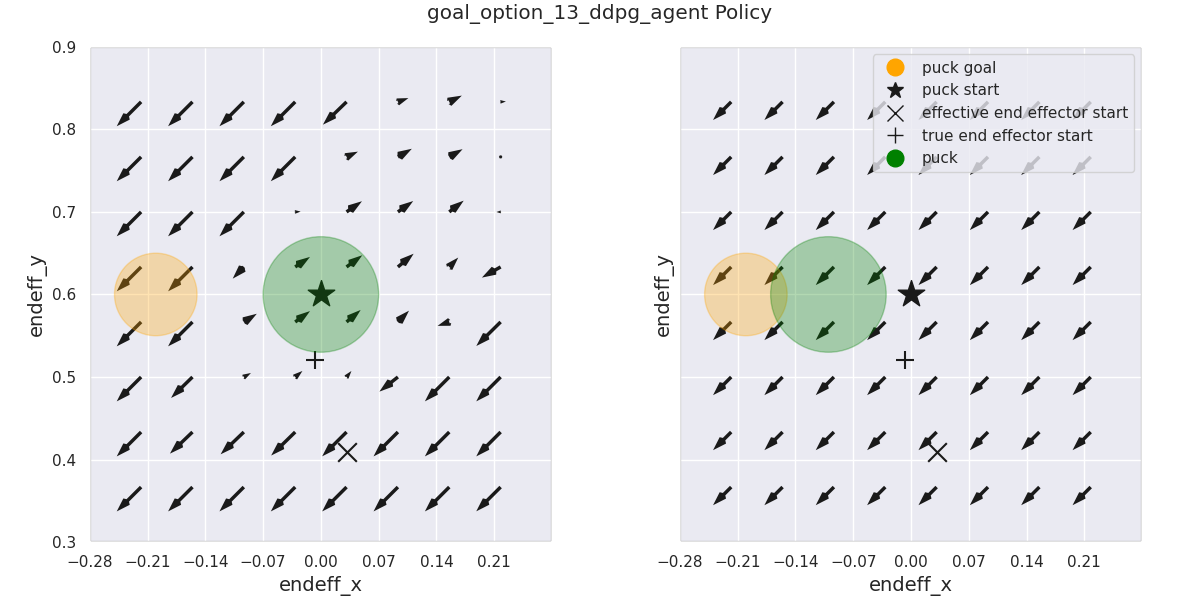 goal_option_13_ddpg_agent Policy
endeff_y
0.9
0.8
0.7
0.6
0.5
0.4
0.3
−0.28 −0.21 −0.14 −0.07 0.00 0.07 0.14 0.21
endeff_x
endeff_y
puck goal
puck start
effective end effector start
true end effector start
puck
−0.28 −0.21 −0.14 −0.07 0.00 0.07 0.14 0.21
endeff_x